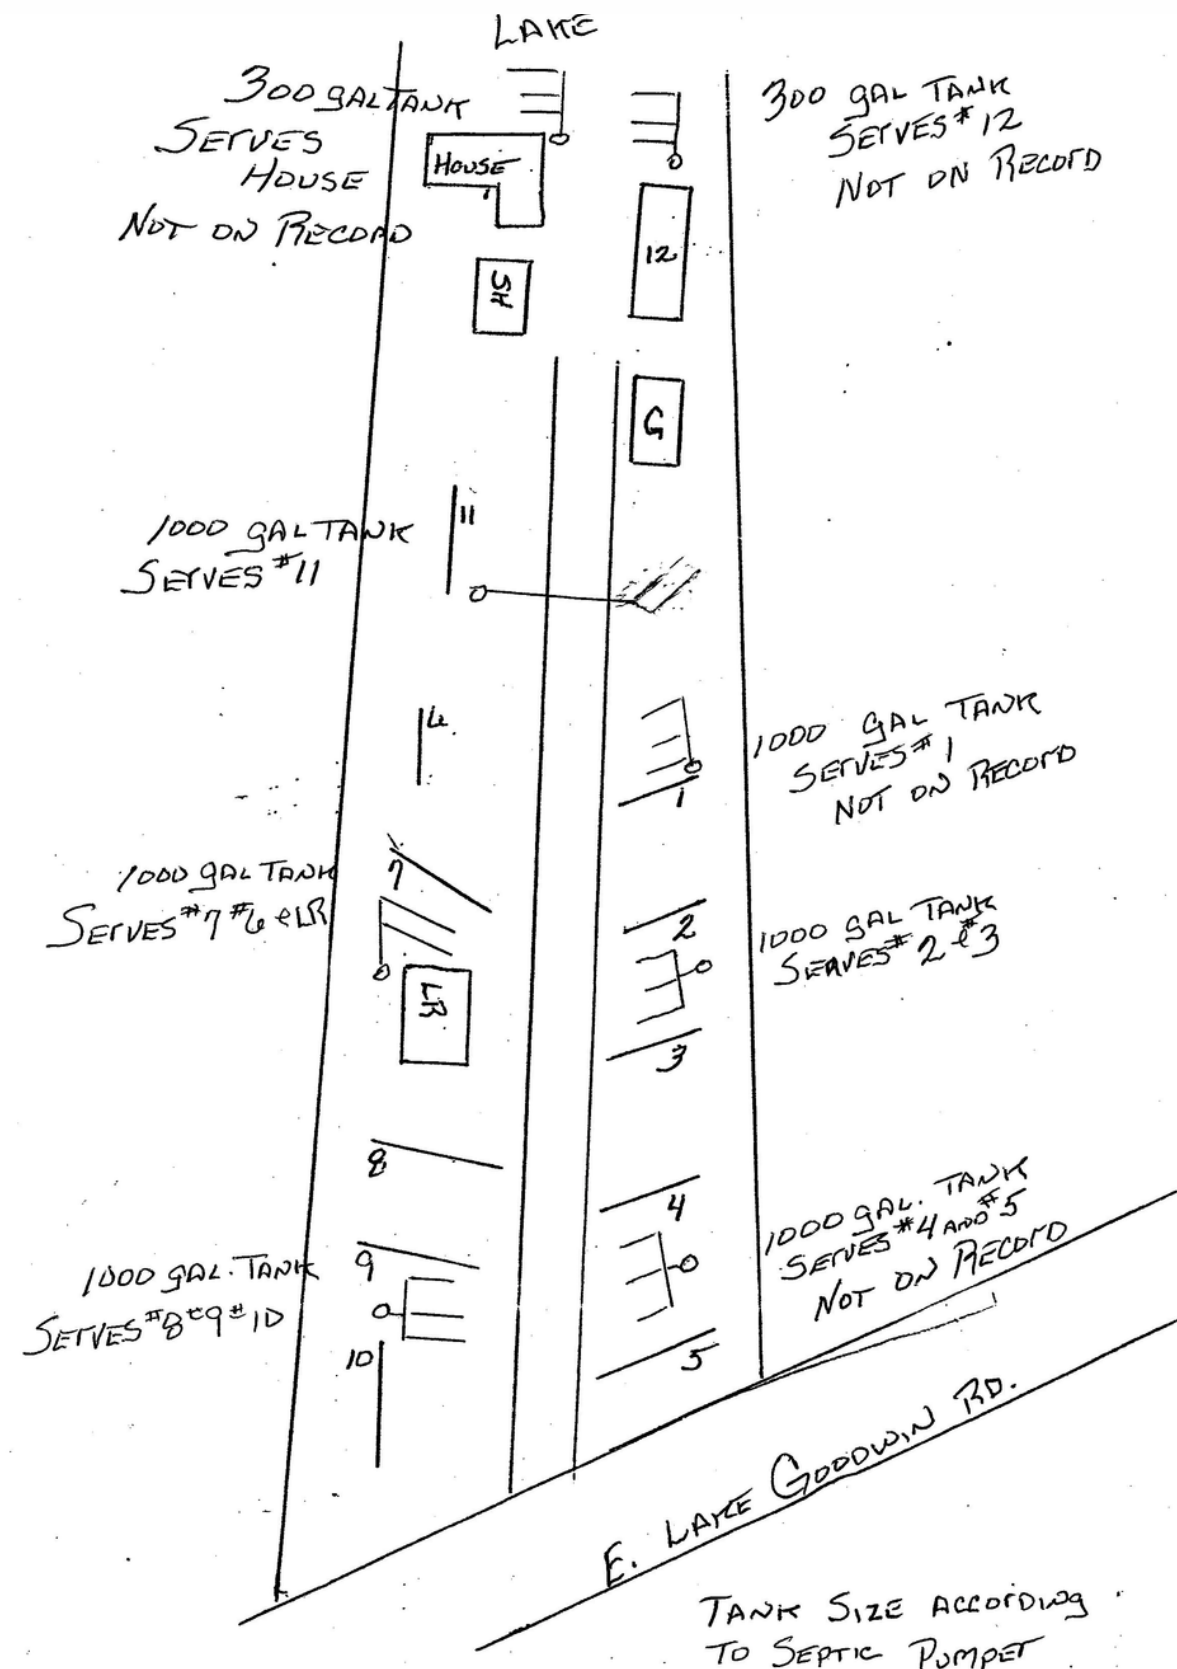 LAKE
300 GAL TANK
SERVES
HOUSE
NOT ON RECORD
HOUSE
300 GAL TANK
SERVES #12
NOT ON RECORD
12
SH
G
1000 GAL TANK
SERVES #11
11
6.
1000 GAL TANK
SERVES #1
NOT ON RECORD
1
1000 GAL TANK
SERVES #7 #6 & LR
7
LR
2
1000 GAL TANK
SERVES #2 & #3
3
8
4
1000 GAL. TANK
SERVES #4 AND #5
NOT ON RECORD
1000 GAL. TANK
SERVES #8 & 9 #10
9
10
5
E. LAKE GOODWIN RD.
TANK SIZE ACCORDING
TO SEPTIC PUMPER